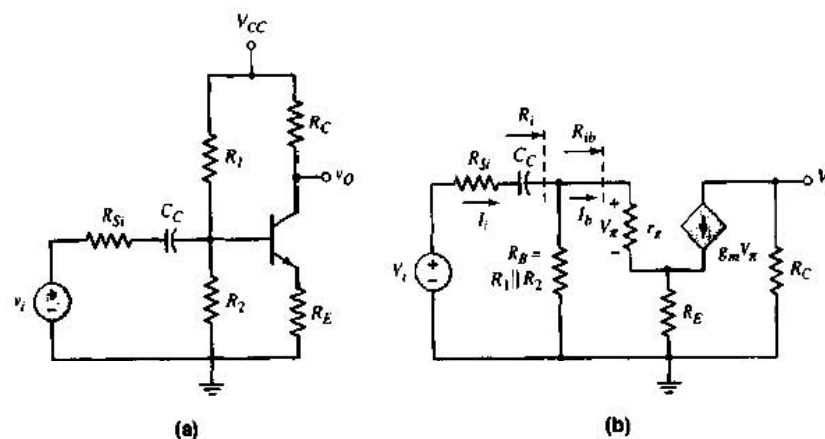 V_CC
R_C
R_1
v_O
R_Si
C_C
R_2
R_E
v_i
+
-
(a)
R_i
R_ib
R_Si
C_C
I_i
I_b
+
V_π
-
r_π
g_m V_π
V_i
+
-
R_B =
R_1 || R_2
R_E
R_C
(b)